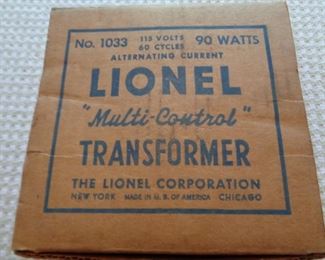 No. 1033 115 VOLTS 90 WATTS
60 CYCLES
ALTERNATING CURRENT
LIONEL
"Multi-Control"
TRANSFORMER
THE LIONEL CORPORATION
NEW YORK MADE IN U. S. OF AMERICA CHICAGO